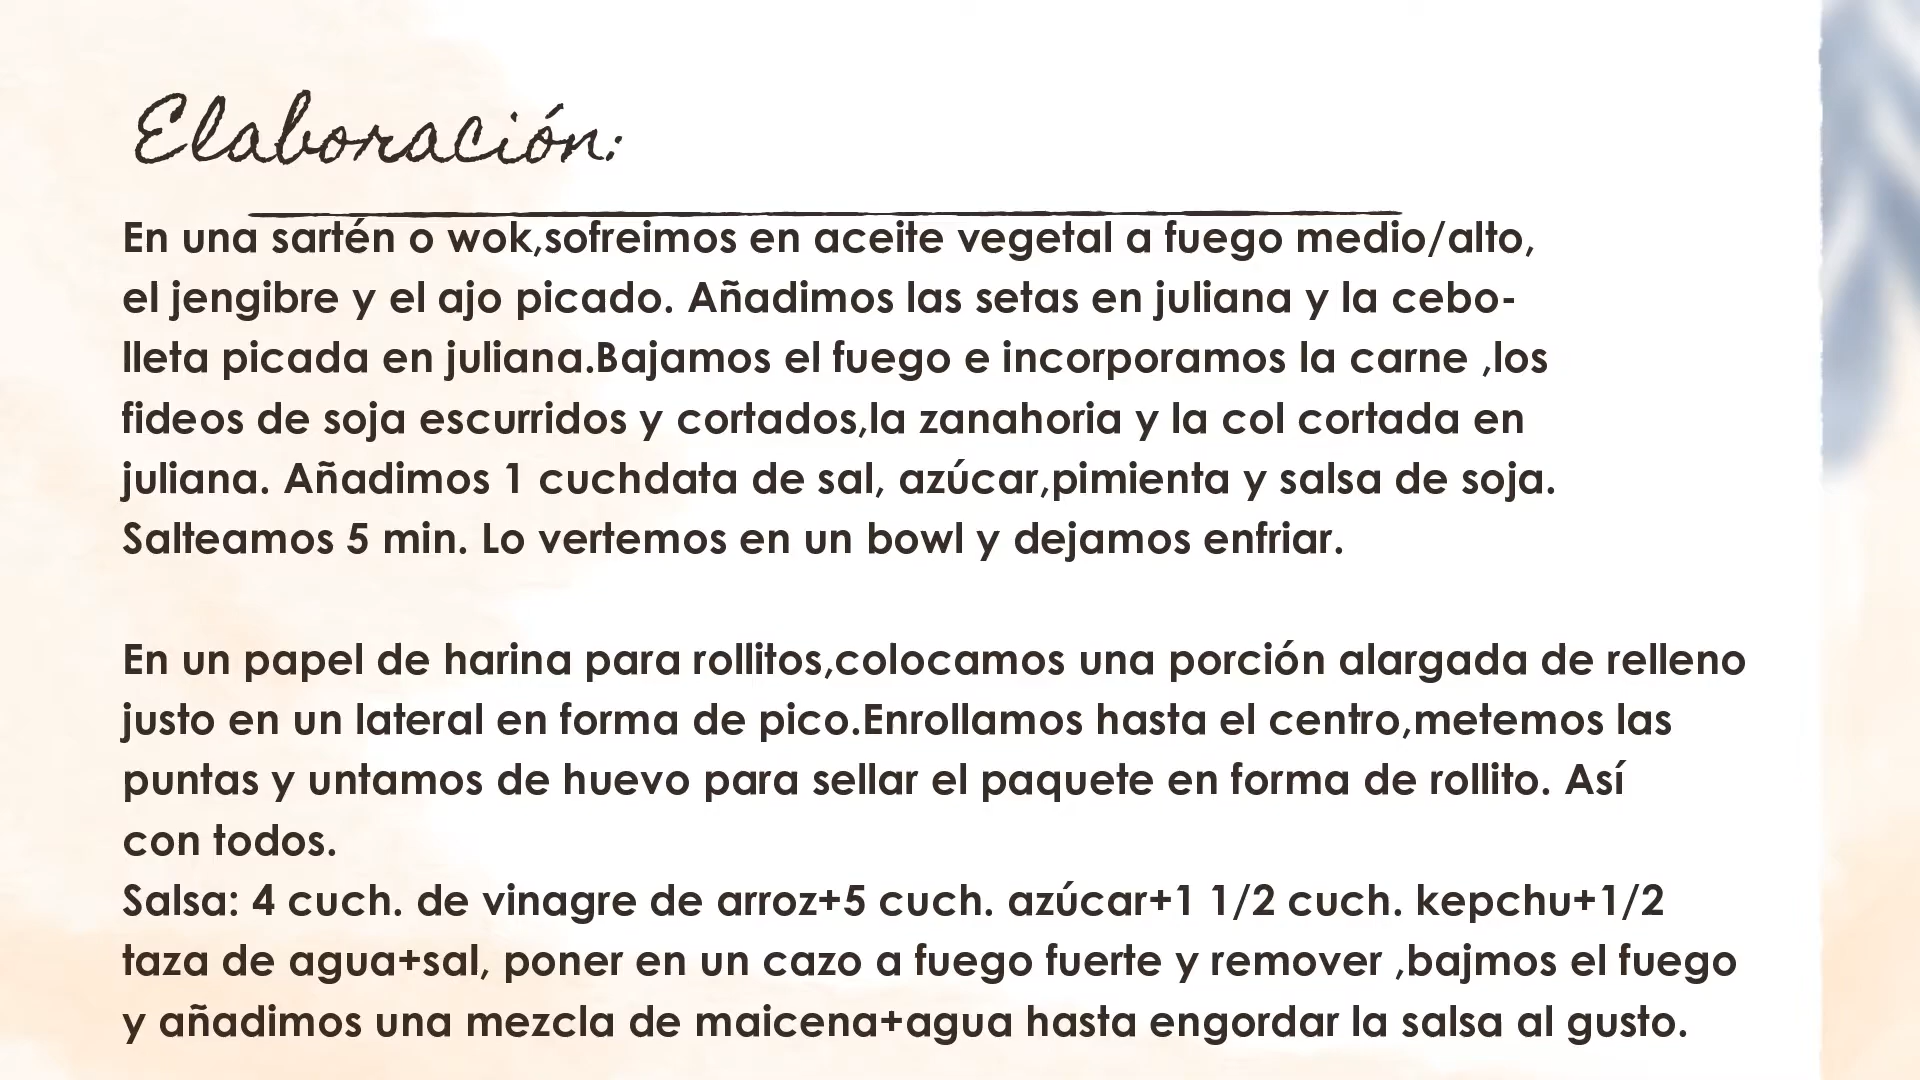 Elaboración:
En una sartén o wok,sofreimos en aceite vegetal a fuego medio/alto,
el jengibre y el ajo picado. Añadimos las setas en juliana y la cebo-
lleta picada en juliana.Bajamos el fuego e incorporamos la carne ,los
fideos de soja escurridos y cortados,la zanahoria y la col cortada en
juliana. Añadimos 1 cuchdata de sal, azúcar,pimienta y salsa de soja.
Salteamos 5 min. Lo vertemos en un bowl y dejamos enfriar.
En un papel de harina para rollitos,colocamos una porción alargada de relleno
justo en un lateral en forma de pico.Enrollamos hasta el centro,metemos las
puntas y untamos de huevo para sellar el paquete en forma de rollito. Así
con todos.
Salsa: 4 cuch. de vinagre de arroz+5 cuch. azúcar+1 1/2 cuch. kepchu+1/2
taza de agua+sal, poner en un cazo a fuego fuerte y remover ,bajmos el fuego
y añadimos una mezcla de maicena+agua hasta engordar la salsa al gusto.